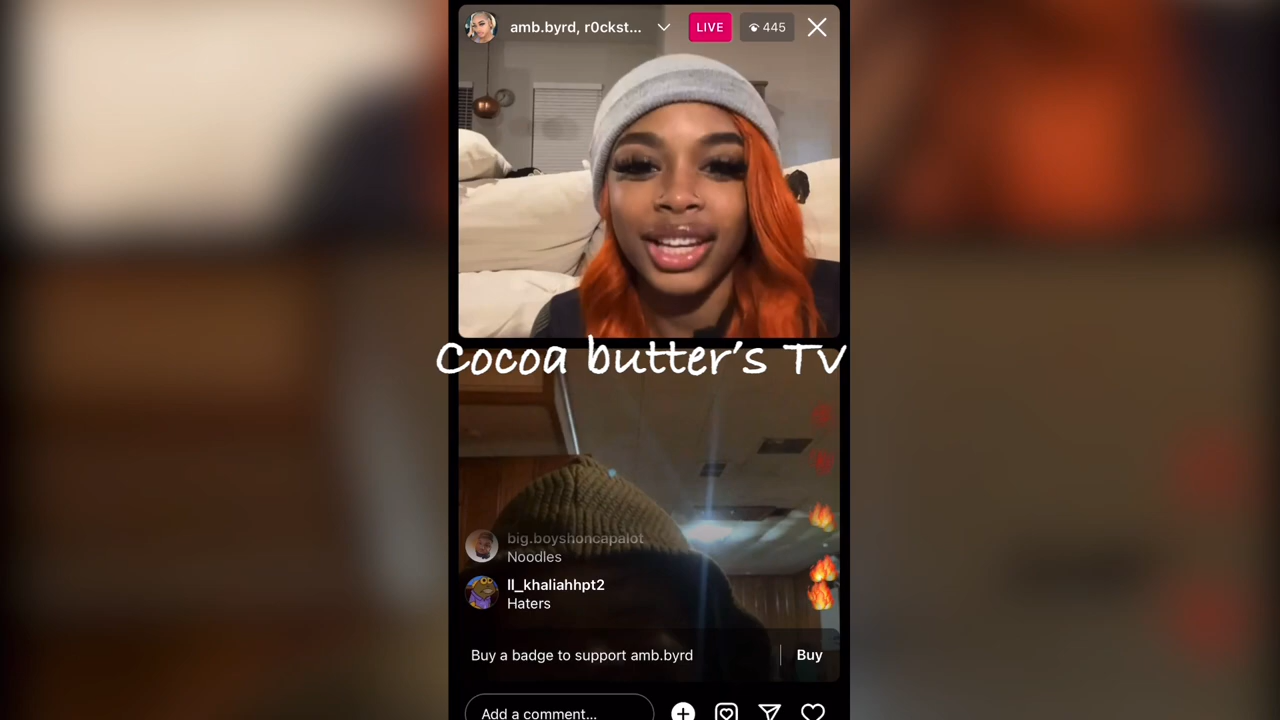 amb.byrd, r0ckst...
LIVE
445
Cocoa butter's Tv
big.boyshoncapalot
Noodles
ll_khaliahhpt2
Haters
Buy a badge to support amb.byrd
Buy
Add a comment...